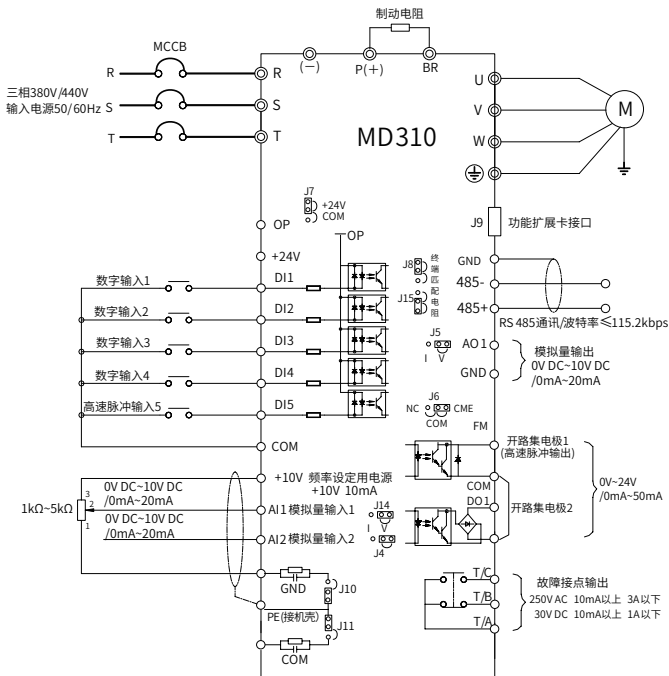 制动电阻
MCCB
(－)
P(＋)
BR
R
R
U
三相380V/440V
输入电源50/60Hz
S
S
V
M
T
T
W
MD310
J7
+24V
COM
OP
OP
J9
功能扩展卡接口
+24V
GND
数字输入1
DI1
J8
终端匹配电阻
485-
数字输入2
DI2
J15
485+
RS 485通讯/波特率≤115.2kbps
数字输入3
DI3
J5
I
V
AO1
模拟量输出
0V DC~10V DC
/0mA~20mA
数字输入4
DI4
GND
高速脉冲输入5
DI5
J6
NC
CME
COM
FM
COM
开路集电极1
(高速脉冲输出)
+10V
频率设定用电源
+10V 10mA
0V DC~10V DC
/0mA~20mA
COM
0V~24V
/0mA~50mA
3
2
1
1kΩ~5kΩ
AI1
模拟量输入1
J14
I
V
DO1
开路集电极2
0V DC~10V DC
/0mA~20mA
AI2
模拟量输入2
J4
GND
J10
T/C
故障接点输出
T/B
250V AC 10mA以上 3A以下
30V DC 10mA以上 1A以下
PE(接机壳)
J11
T/A
COM